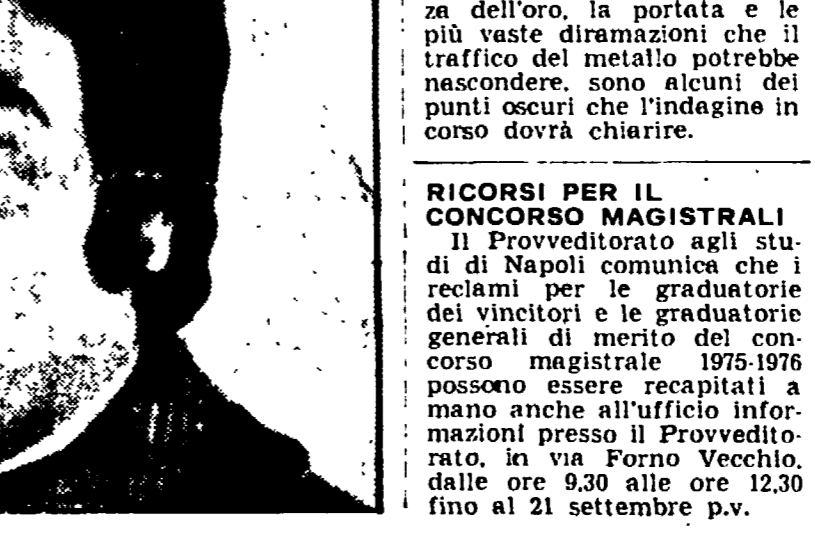 za dell'oro, la portata e le
più vaste diramazioni che il
traffico del metallo potrebbe
nascondere, sono alcuni dei
punti oscuri che l'indagine in
corso dovrà chiarire.
RICORSI PER IL
CONCORSO MAGISTRALI
Il Provveditorato agli stu-
di di Napoli comunica che i
reclami per le graduatorie
dei vincitori e le graduatorie
generali di merito del con-
corso magistrale 1975-1976
possono essere recapitati a
mano anche all'ufficio infor-
mazioni presso il Provvedito-
rato, in via Forno Vecchio,
dalle ore 9,30 alle ore 12,30
fino al 21 settembre p.v.